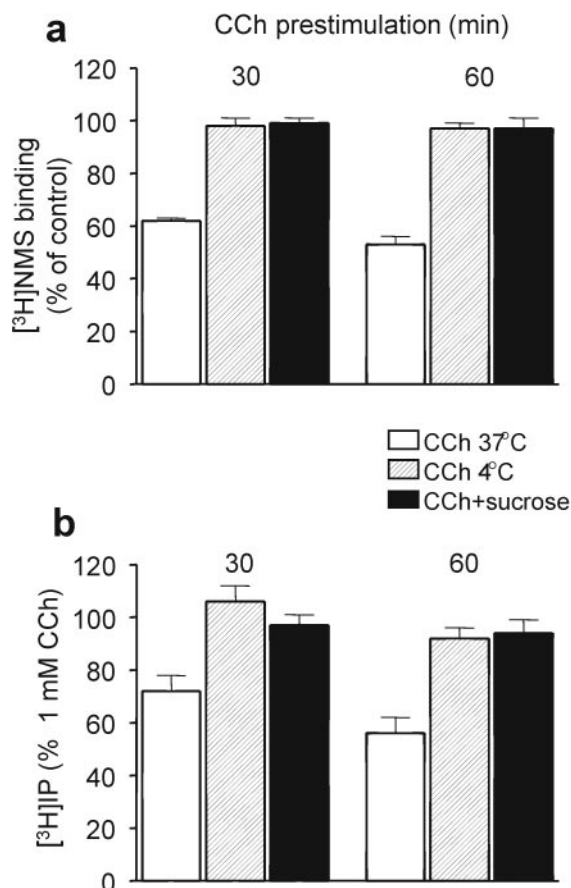 a
CCh prestimulation (min)
120
100
80
60
40
20
0
[³H]NMS binding
(% of control)
30
60
CCh 37°C
CCh 4°C
CCh+sucrose
b
120
100
80
60
40
20
0
[³H]IP (% 1 mM CCh)
30
60